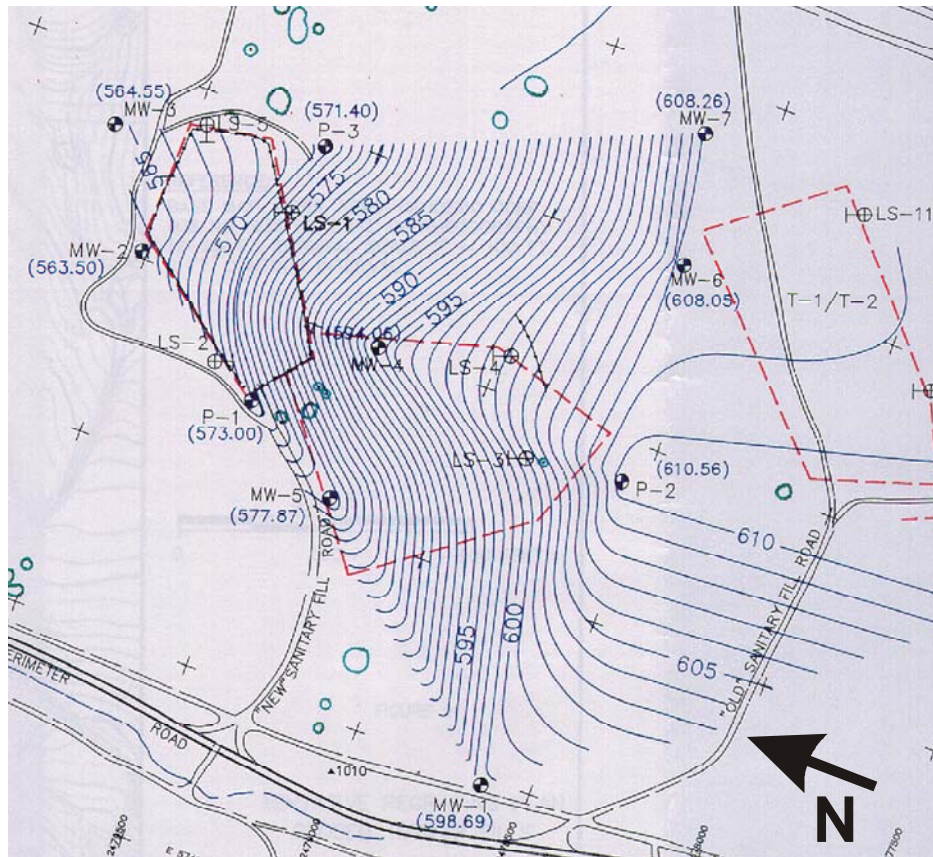 (564.55)
MW-3
LS-5
(571.40)
P-3
(608.26)
MW-7
565
575
580
570
LS-1
585
LS-11
MW-2
(563.50)
MW-6
(608.05)
590
595
T-1/T-2
LS-2
MW-4
LS-4
P-1
(573.00)
LS-3
(610.56)
P-2
MW-5
(577.87)
610
"NEW" SANITARY FILL ROAD
595
600
605
"OLD" SANITARY FILL ROAD
PERIMETER
ROAD
1010
MW-1
(598.69)
N